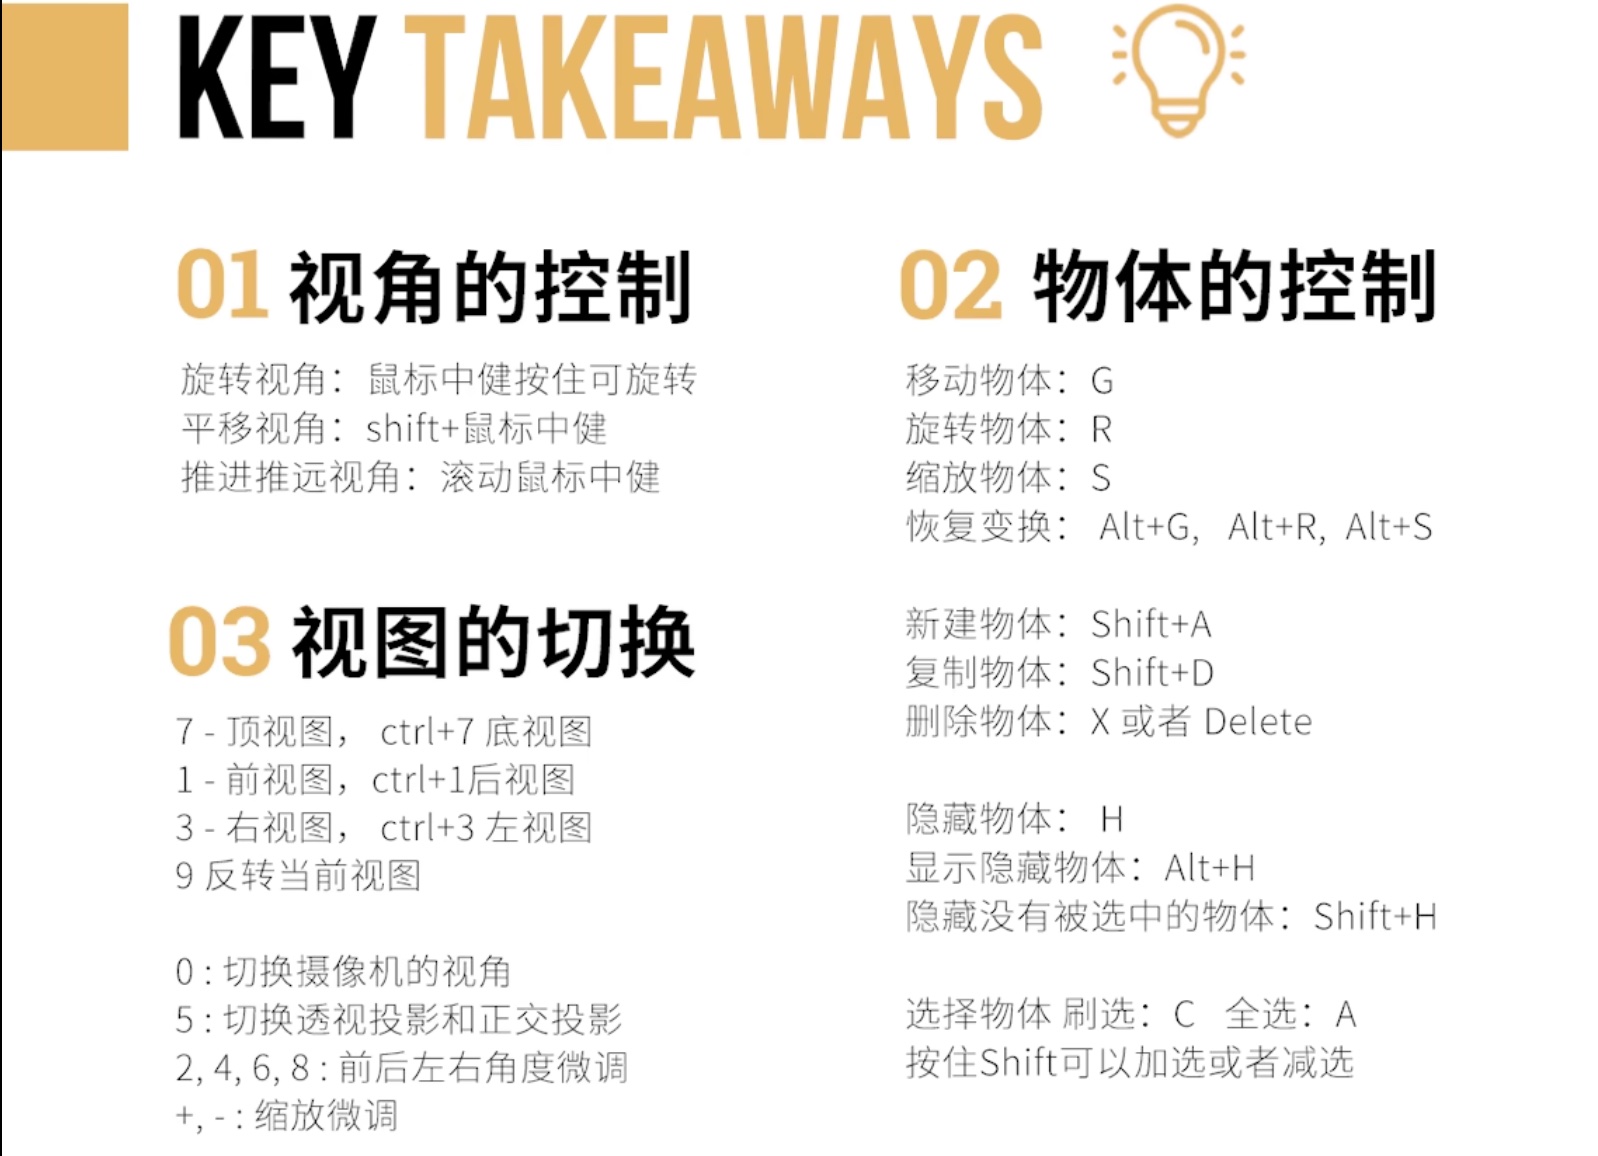 KEY TAKEAWAYS
01 视角的控制
旋转视角：鼠标中健按住可旋转
平移视角：shift+鼠标中健
推进推远视角：滚动鼠标中健
02 物体的控制
移动物体：G
旋转物体：R
缩放物体：S
恢复变换： Alt+G, Alt+R, Alt+S
新建物体：Shift+A
复制物体：Shift+D
删除物体：X 或者 Delete
隐藏物体： H
显示隐藏物体：Alt+H
隐藏没有被选中的物体：Shift+H
选择物体 刷选：C 全选：A
按住Shift可以加选或者减选
03 视图的切换
7 - 顶视图， ctrl+7 底视图
1 - 前视图，ctrl+1后视图
3 - 右视图， ctrl+3 左视图
9 反转当前视图
0 : 切换摄像机的视角
5 : 切换透视投影和正交投影
2, 4, 6, 8 : 前后左右角度微调
+, - : 缩放微调